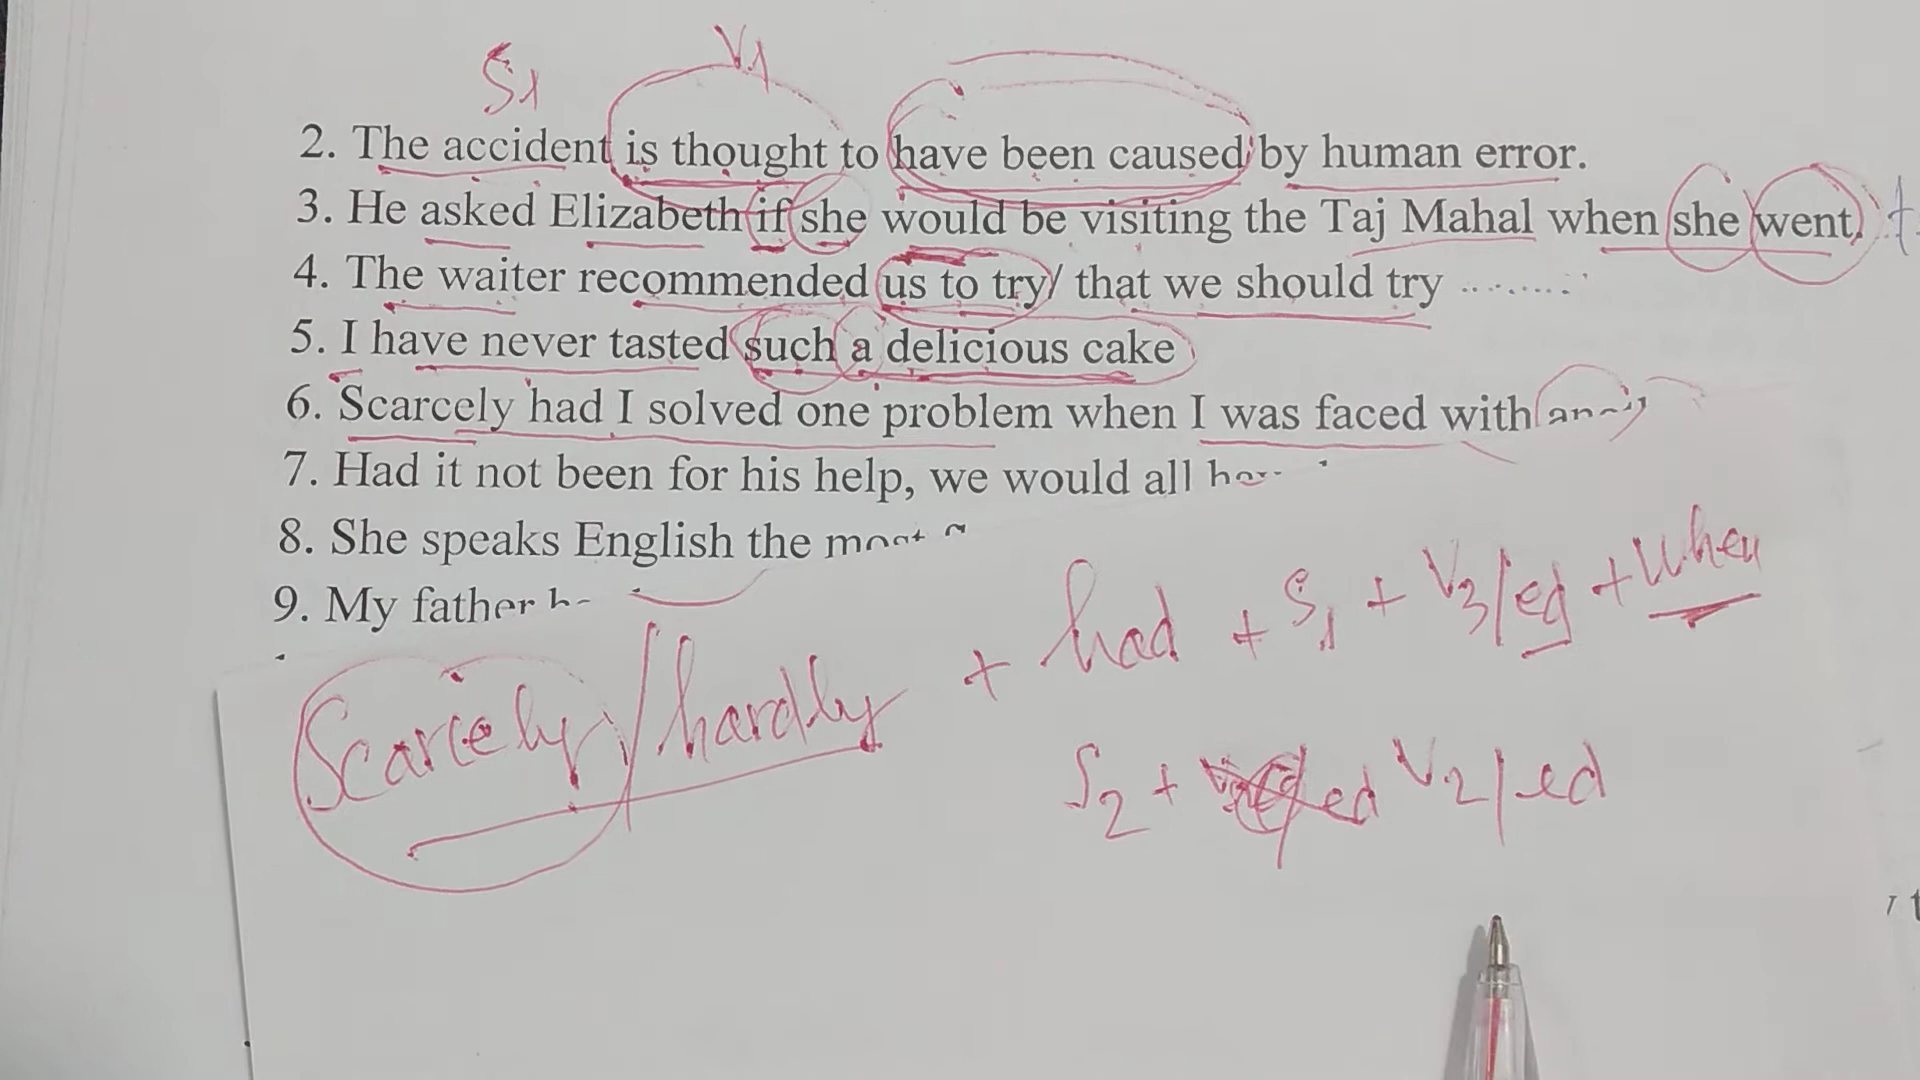 S1 V1
2. The accident is thought to have been caused by human error.
3. He asked Elizabeth if she would be visiting the Taj Mahal when she went,
4. The waiter recommended us to try/ that we should try ........
5. I have never tasted such a delicious cake
6. Scarcely had I solved one problem when I was faced with
7. Had it not been for his help, we would all
8. She speaks English the most
9. My father
Scarcely/hardly + had + S1 + V3/ed + when
S2 + ed V2/ed